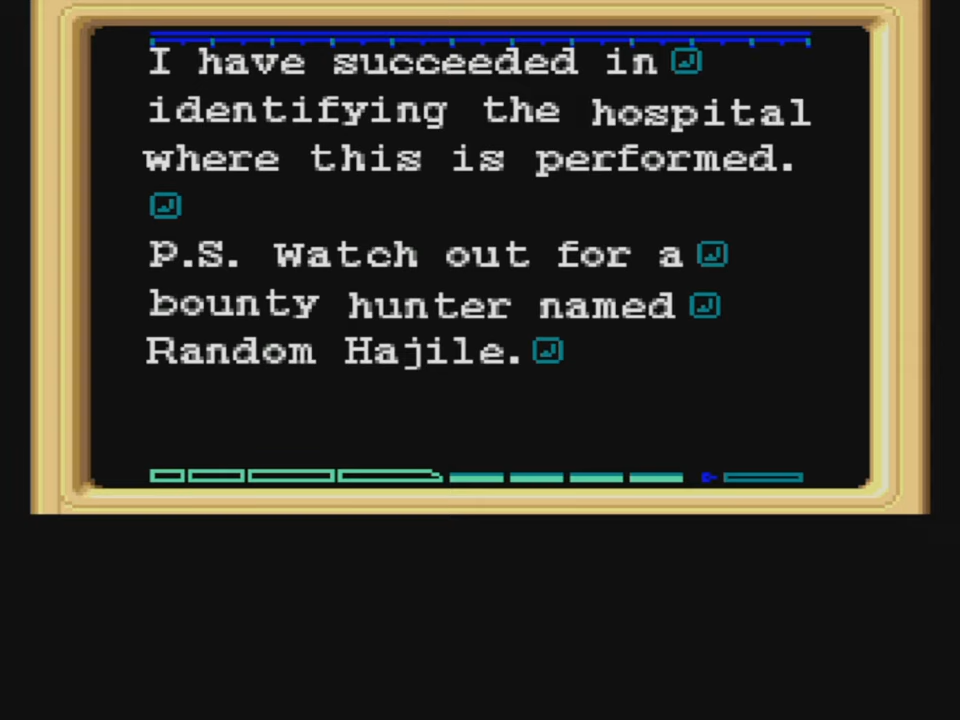 I have succeeded in
identifying the hospital
where this is performed.
P.S. Watch out for a
bounty hunter named
Random Hajile.